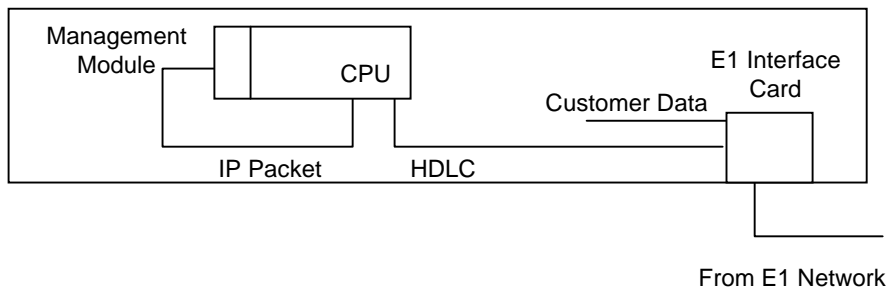 Management
Module
CPU
E1 Interface
Card
Customer Data
IP Packet
HDLC
From E1 Network